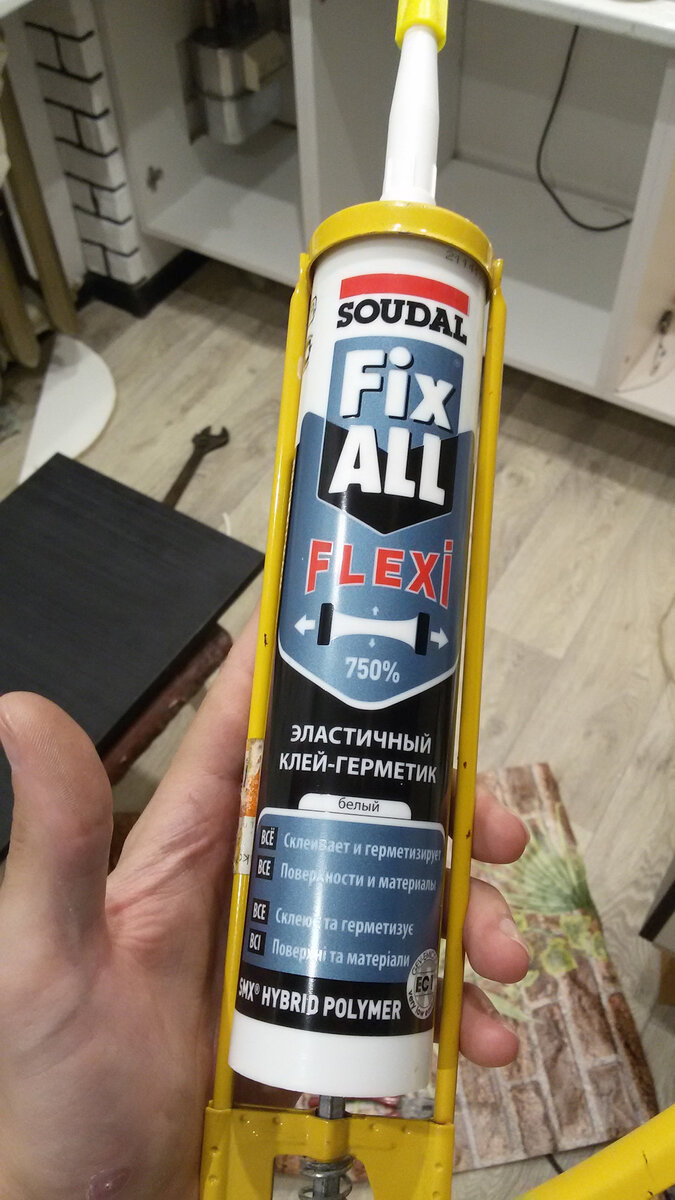 SOUDAL
Fix
ALL
FLEXi
750%
ЭЛАСТИЧНЫЙ
КЛЕЙ-ГЕРМЕТИК
белый
ВСЁ Склеивает и герметизирует
ВСЕ Поверхности и материалы
ВСЕ Склеює та герметизує
ВСІ Поверхні та матеріали
SMX® HYBRID POLYMER